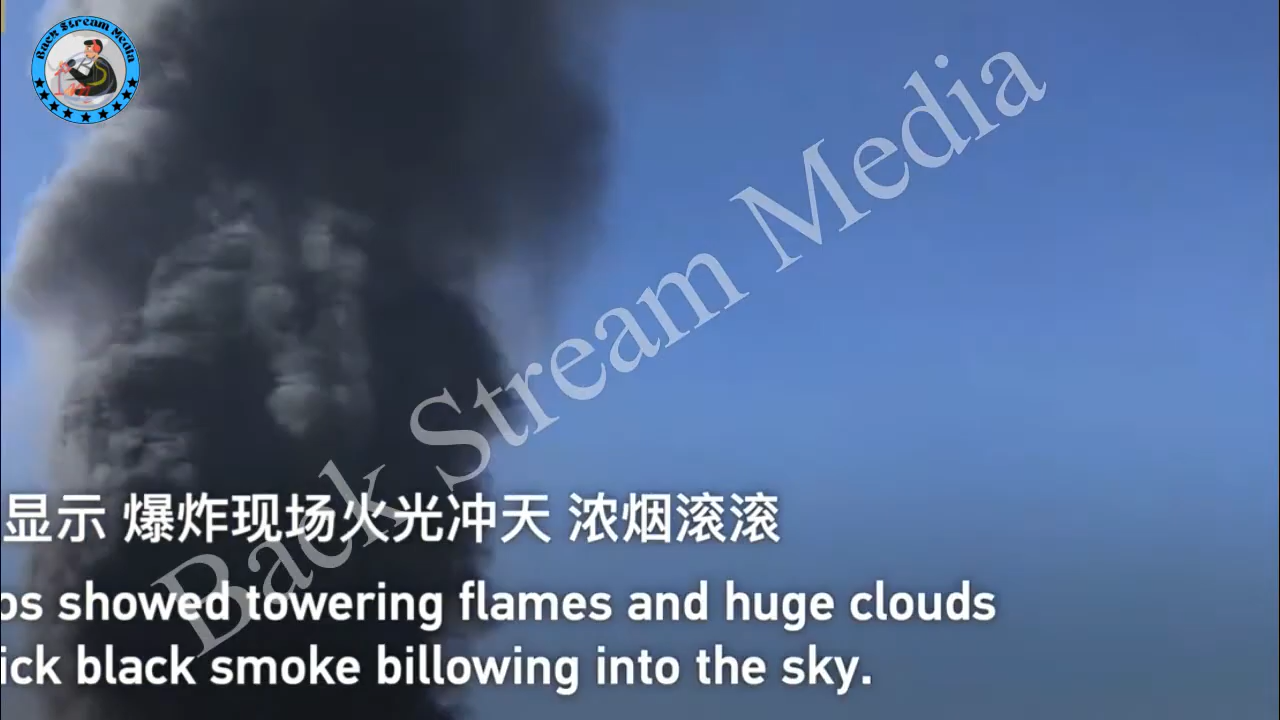 Back Stream Media
Back Stream Media
显示 爆炸现场火光冲天 浓烟滚滚
showed towering flames and huge clouds
black smoke billowing into the sky.